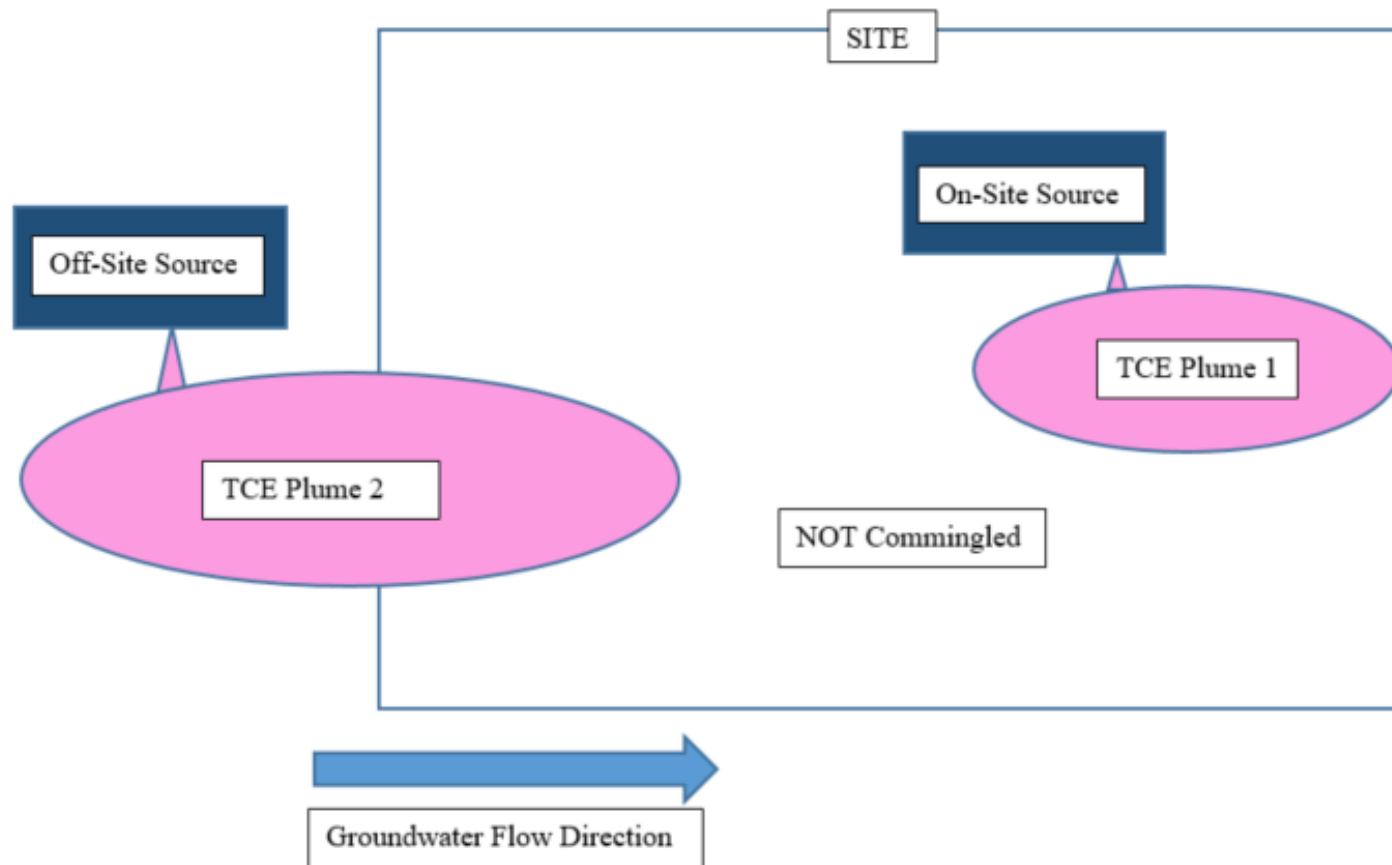 SITE
On-Site Source
Off-Site Source
TCE Plume 1
TCE Plume 2
NOT Commingled
Groundwater Flow Direction